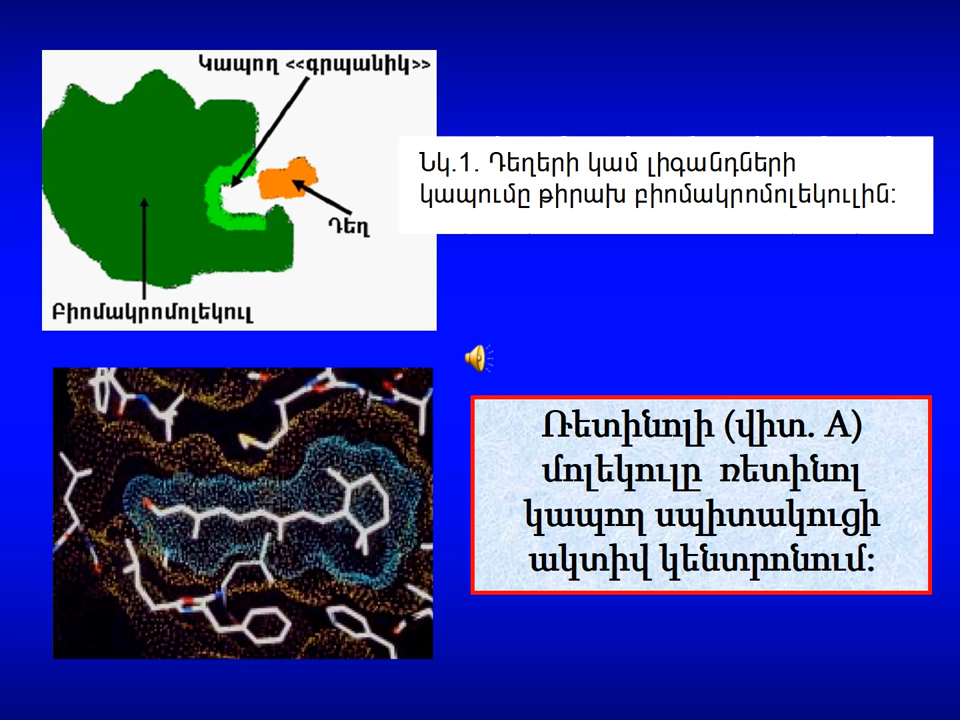 Կապող <<գրպանիկ>>
Դեղ
Բիոմակրոմոլեկուլ
Նկ.1. Դեղերի կամ լիգանդների
կապումը թիրախ բիոմակրոմոլեկուլին:
Ռետինոլի (վիտ. A)
մոլեկուլը ռետինոլ
կապող սպիտակուցի
ակտիվ կենտրոնում: